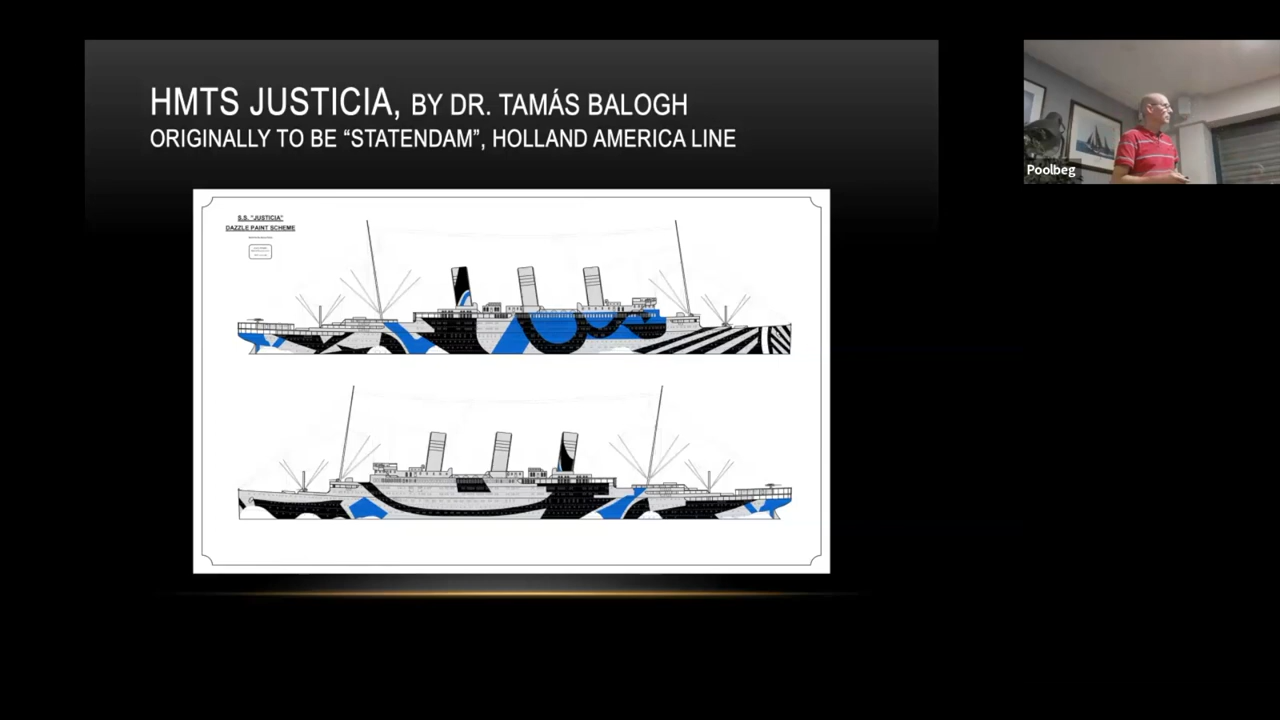 HMTS JUSTICIA, BY DR. TAMÁS BALOGH
ORIGINALLY TO BE “STATENDAM”, HOLLAND AMERICA LINE
S.S. "JUSTICIA"
DAZZLE PAINT SCHEME
Poolbeg